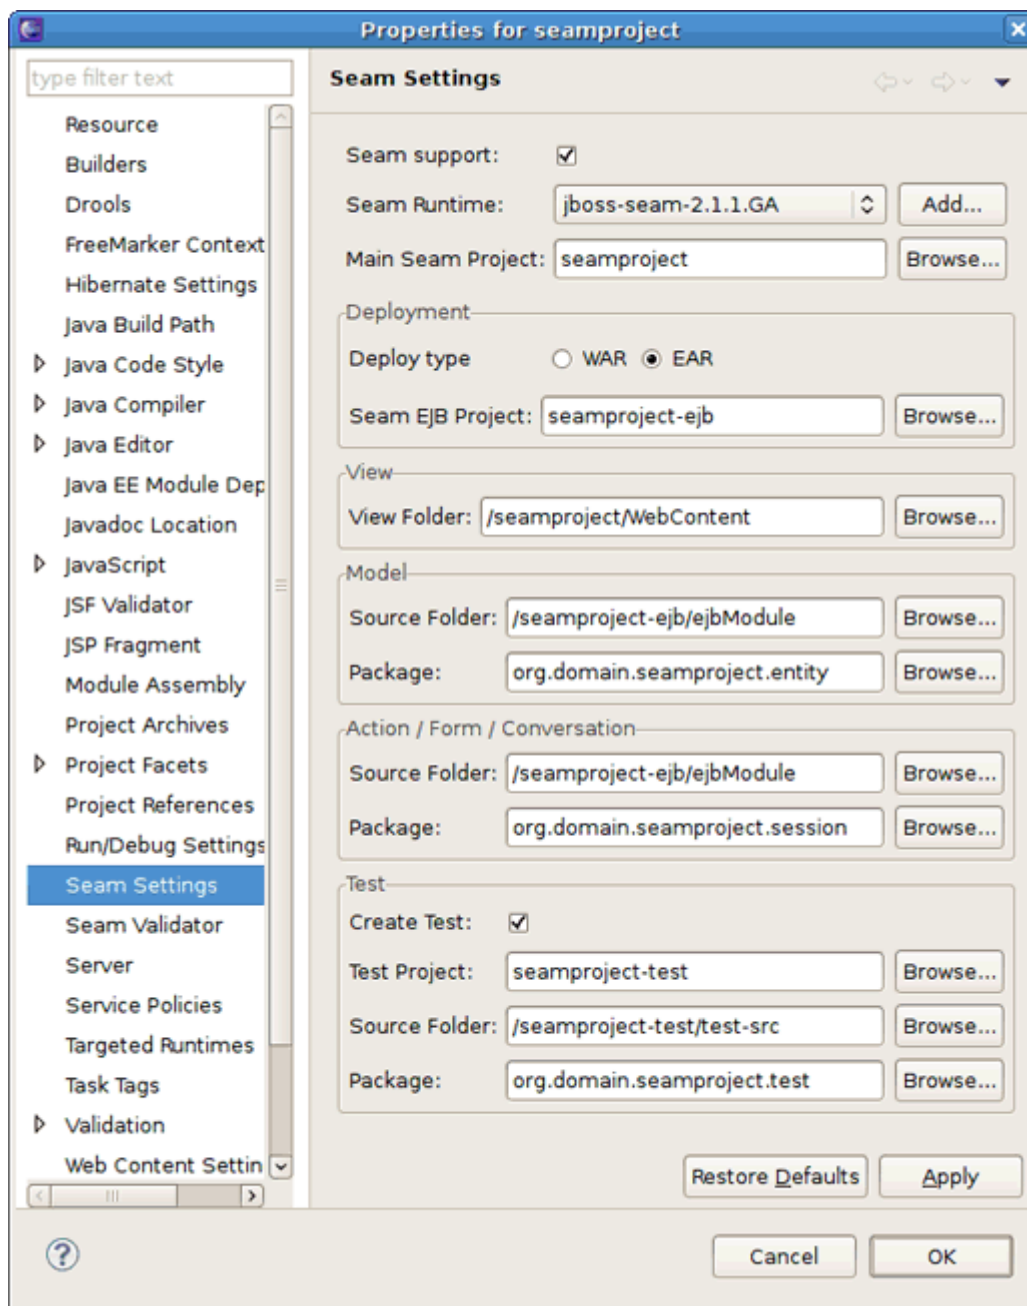 Properties for seamproject
type filter text
Resource
Builders
Drools
FreeMarker Context
Hibernate Settings
Java Build Path
Java Code Style
Java Compiler
Java Editor
Java EE Module Dep
Javadoc Location
JavaScript
JSF Validator
JSP Fragment
Module Assembly
Project Archives
Project Facets
Project References
Run/Debug Settings
Seam Settings
Seam Validator
Server
Service Policies
Targeted Runtimes
Task Tags
Validation
Web Content Settin
Seam Settings
Seam support:
Seam Runtime: jboss-seam-2.1.1.GA Add...
Main Seam Project: seamproject Browse...
Deployment
Deploy type WAR EAR
Seam EJB Project: seamproject-ejb Browse...
View
View Folder: /seamproject/WebContent Browse...
Model
Source Folder: /seamproject-ejb/ejbModule Browse...
Package: org.domain.seamproject.entity Browse...
Action / Form / Conversation
Source Folder: /seamproject-ejb/ejbModule Browse...
Package: org.domain.seamproject.session Browse...
Test
Create Test:
Test Project: seamproject-test Browse...
Source Folder: /seamproject-test/test-src Browse...
Package: org.domain.seamproject.test Browse...
Restore Defaults Apply
? Cancel OK